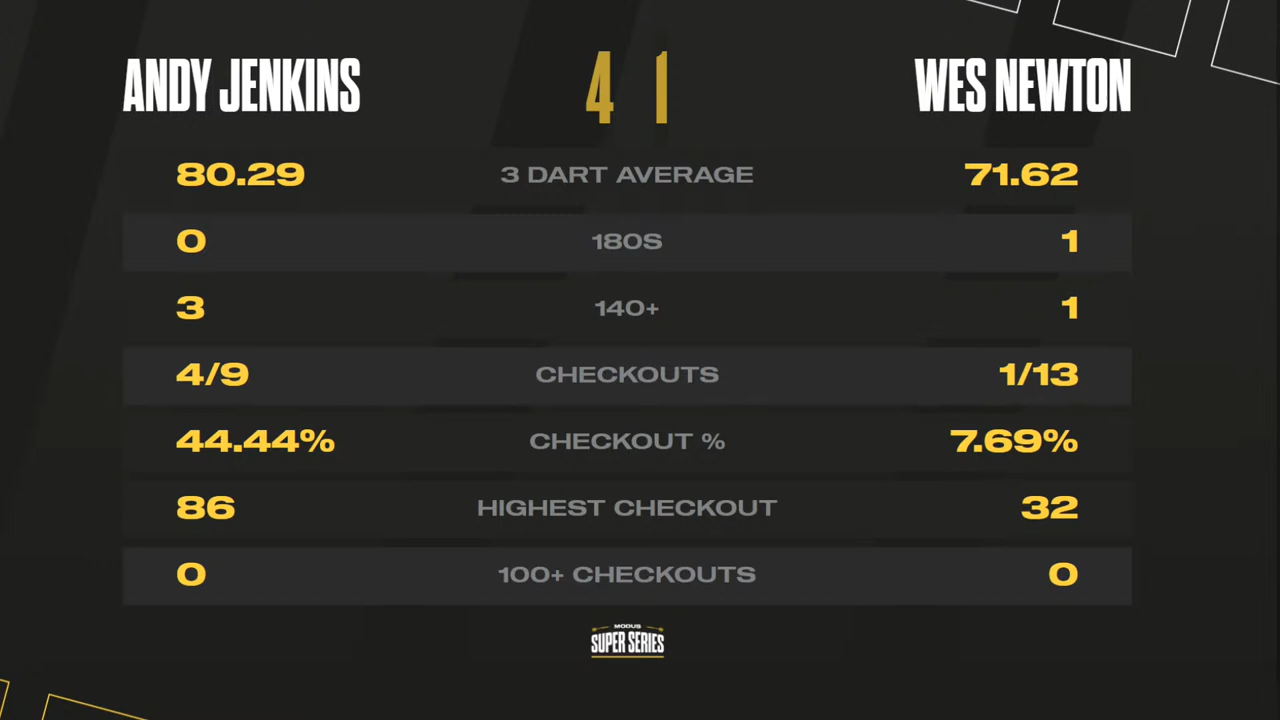 ANDY JENKINS 4 1 WES NEWTON
80.29 3 DART AVERAGE 71.62
0 180S 1
3 140+ 1
4/9 CHECKOUTS 1/13
44.44% CHECKOUT % 7.69%
86 HIGHEST CHECKOUT 32
0 100+ CHECKOUTS 0
MODUS
SUPER SERIES